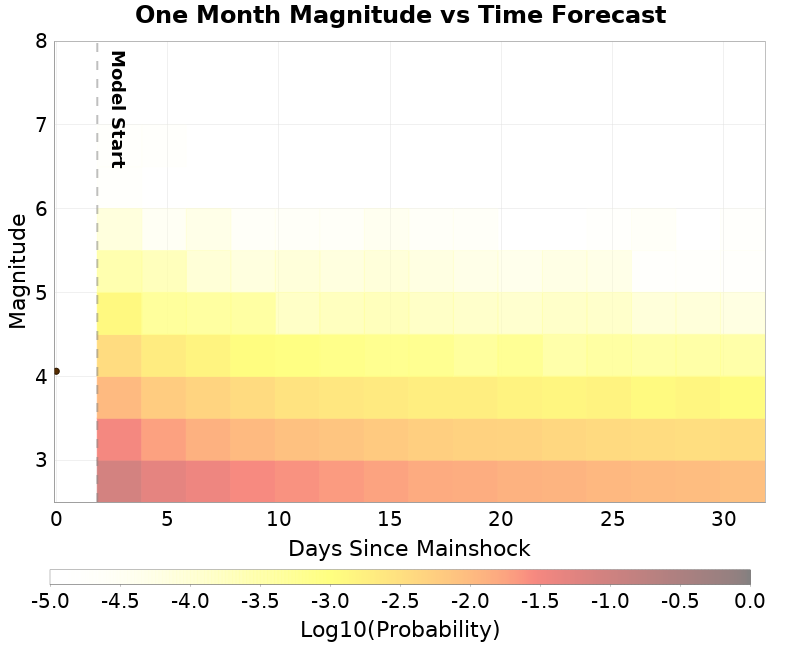 One Month Magnitude vs Time Forecast
8
7
6
5
4
3
Magnitude
Model Start
0 5 10 15 20 25 30
Days Since Mainshock
-5.0 -4.5 -4.0 -3.5 -3.0 -2.5 -2.0 -1.5 -1.0 -0.5 0.0
Log10(Probability)